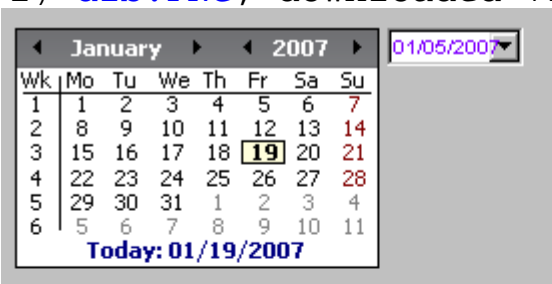 January 2007 01/05/2007
Wk Mo Tu We Th Fr Sa Su
1 1 2 3 4 5 6 7
2 8 9 10 11 12 13 14
3 15 16 17 18 19 20 21
4 22 23 24 25 26 27 28
5 29 30 31 1 2 3 4
6 5 6 7 8 9 10 11
Today: 01/19/2007